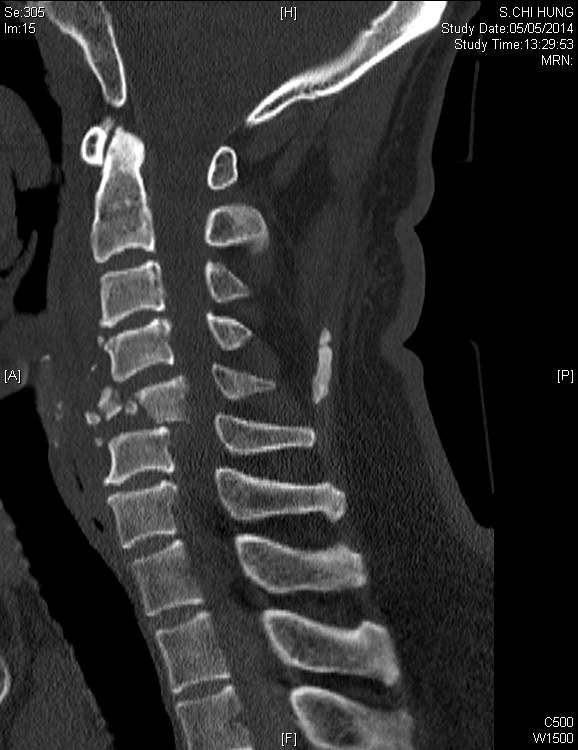 Se:305
Im:15
[H]
S.CHI HUNG
Study Date:05/05/2014
Study Time:13:29:53
MRN:
[A]
[P]
[F]
C500
W1500